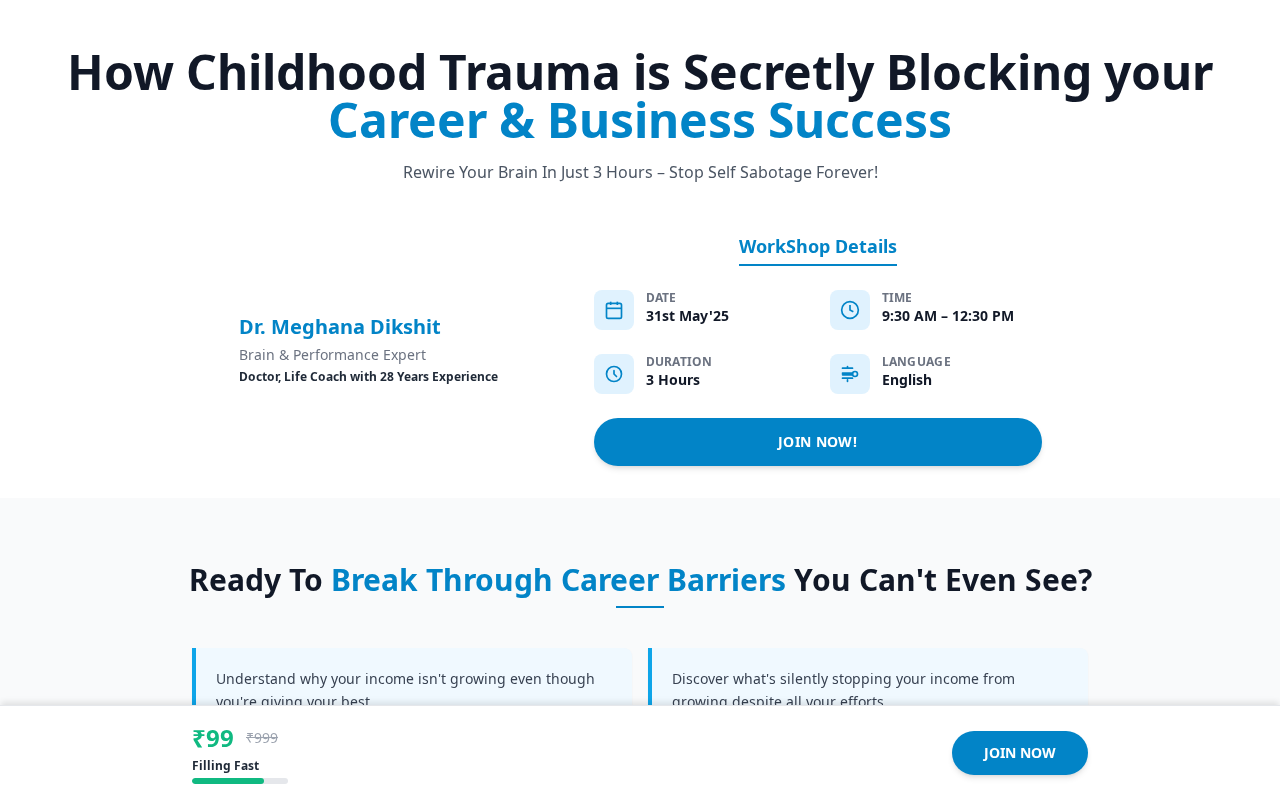 How Childhood Trauma is Secretly Blocking your
Career & Business Success
Rewire Your Brain In Just 3 Hours – Stop Self Sabotage Forever!
WorkShop Details
Dr. Meghana Dikshit
Brain & Performance Expert
Doctor, Life Coach with 28 Years Experience
DATE
31st May'25
TIME
9:30 AM – 12:30 PM
DURATION
3 Hours
LANGUAGE
English
JOIN NOW!
Ready To Break Through Career Barriers You Can't Even See?
Understand why your income isn't growing even though
you're giving your best
Discover what's silently stopping your income from
growing despite all your efforts
₹99 ₹999
Filling Fast
JOIN NOW